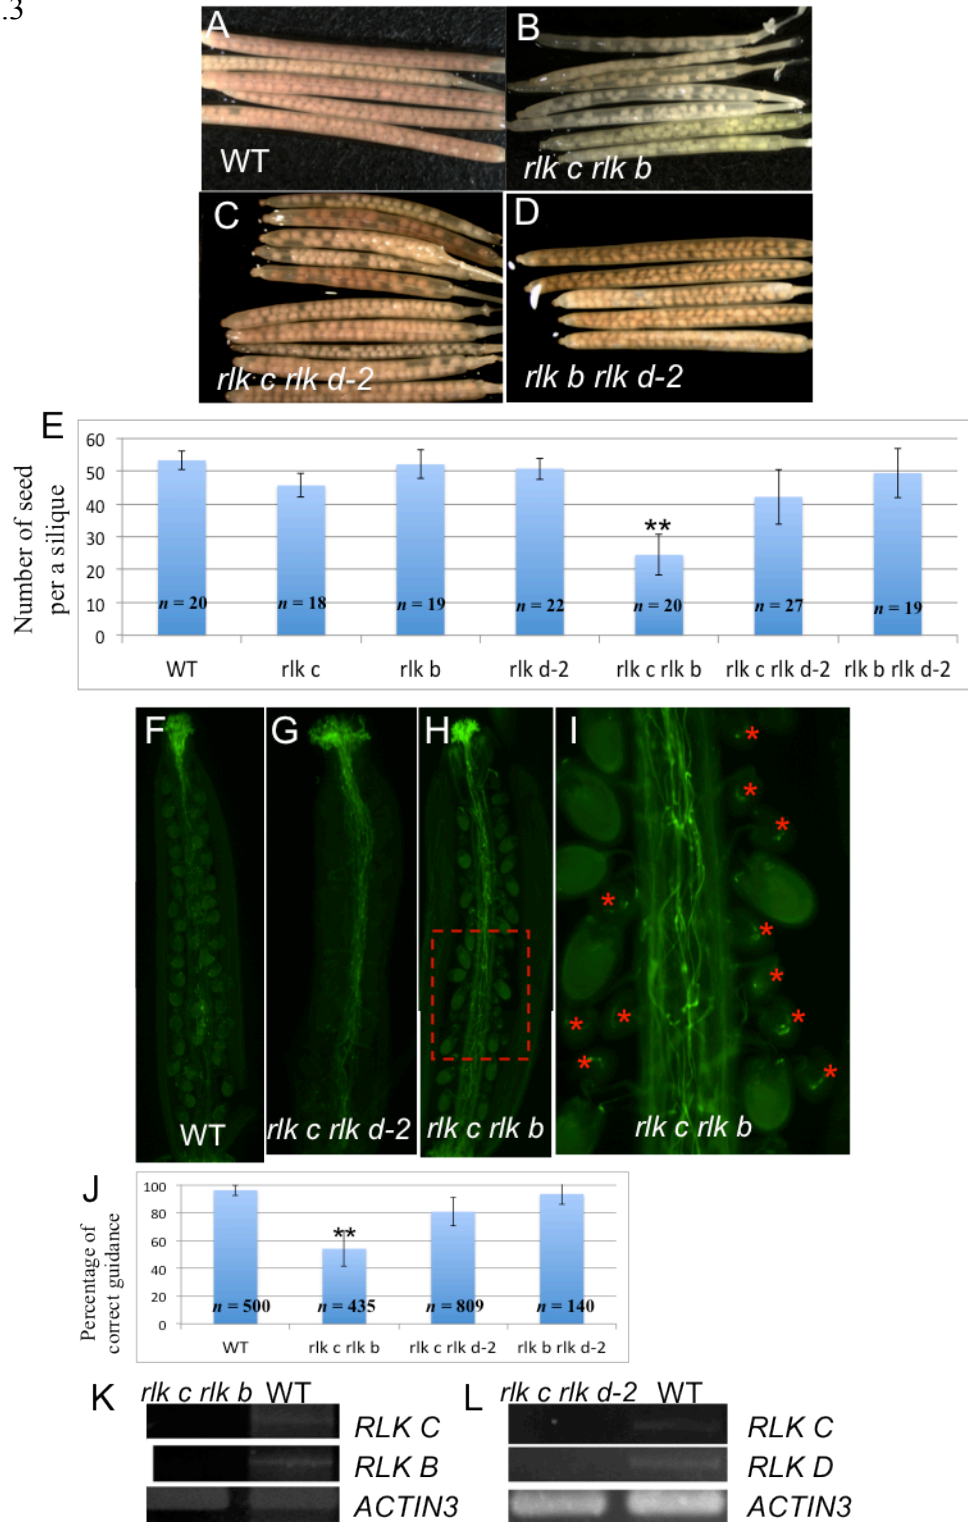 .3
A
WT
B
rlk c rlk b
C
rlk c rlk d-2
D
rlk b rlk d-2
E
Number of seed
per a silique
60
50
40
30
20
10
0
n = 20
n = 18
n = 19
n = 22
**
n = 20
n = 27
n = 19
WT
rlk c
rlk b
rlk d-2
rlk c rlk b
rlk c rlk d-2
rlk b rlk d-2
F
WT
G
rlk c rlk d-2
H
rlk c rlk b
I
*
*
*
*
*
*
*
*
*
*
*
rlk c rlk b
J
Percentage of
correct guidance
100
80
60
40
20
0
n = 500
**
n = 435
n = 809
n = 140
WT
rlk c rlk b
rlk c rlk d-2
rlk b rlk d-2
K
rlk c rlk b WT
RLK C
RLK B
ACTIN3
L
rlk c rlk d-2 WT
RLK C
RLK D
ACTIN3